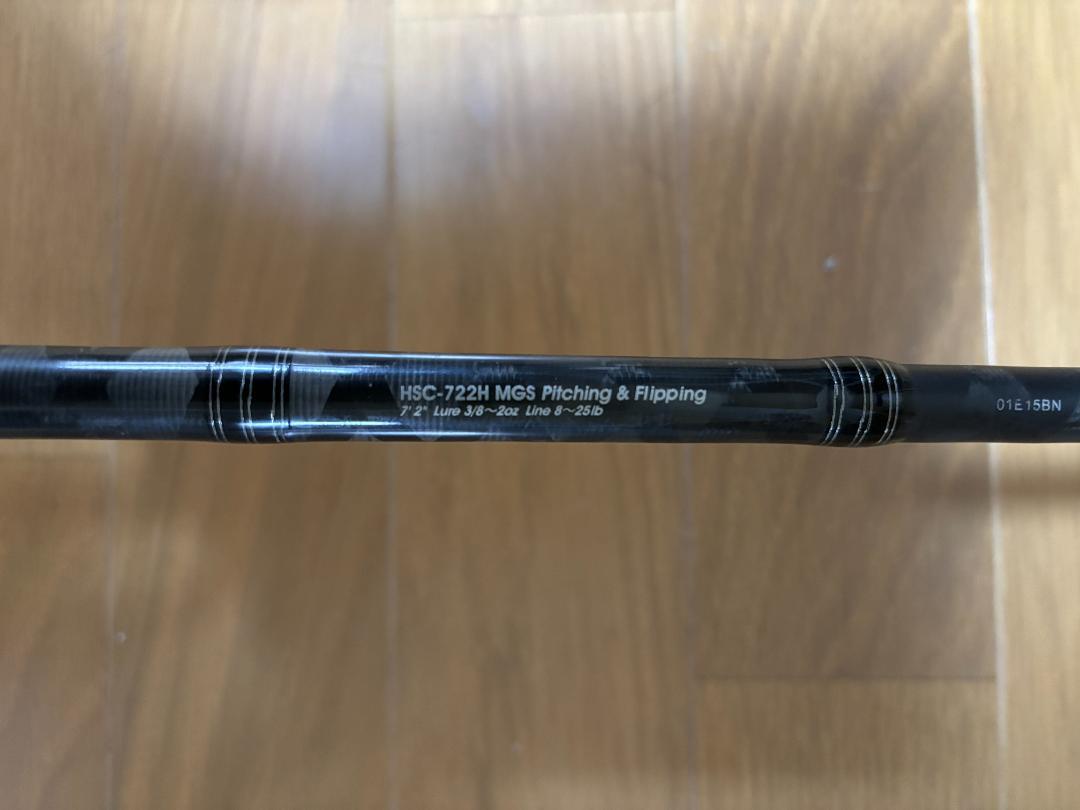 HSC-722H MGS Pitching & Flipping
7' 2" Lure 3/8～2oz Line 8～25lb
01E15BN